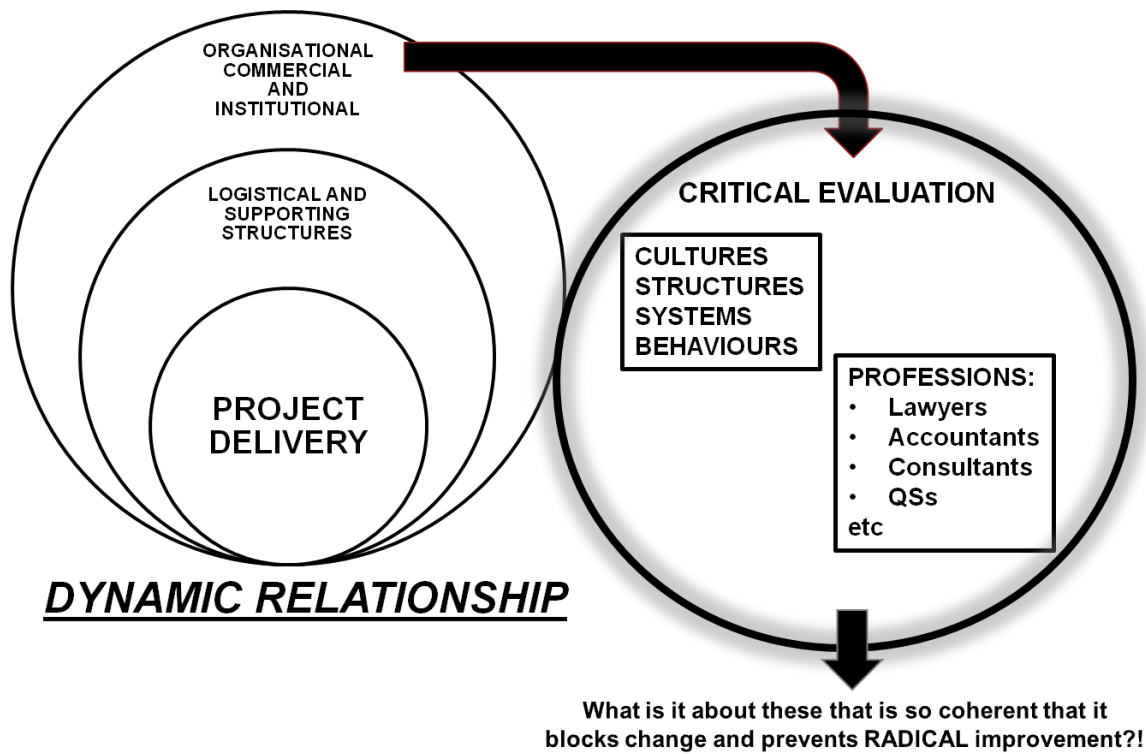 ORGANISATIONAL
COMMERCIAL
AND
INSTITUTIONAL
LOGISTICAL AND
SUPPORTING
STRUCTURES
PROJECT
DELIVERY
DYNAMIC RELATIONSHIP
CRITICAL EVALUATION
CULTURES
STRUCTURES
SYSTEMS
BEHAVIOURS
PROFESSIONS:
• Lawyers
• Accountants
• Consultants
• QSs
etc
What is it about these that is so coherent that it
blocks change and prevents RADICAL improvement?!